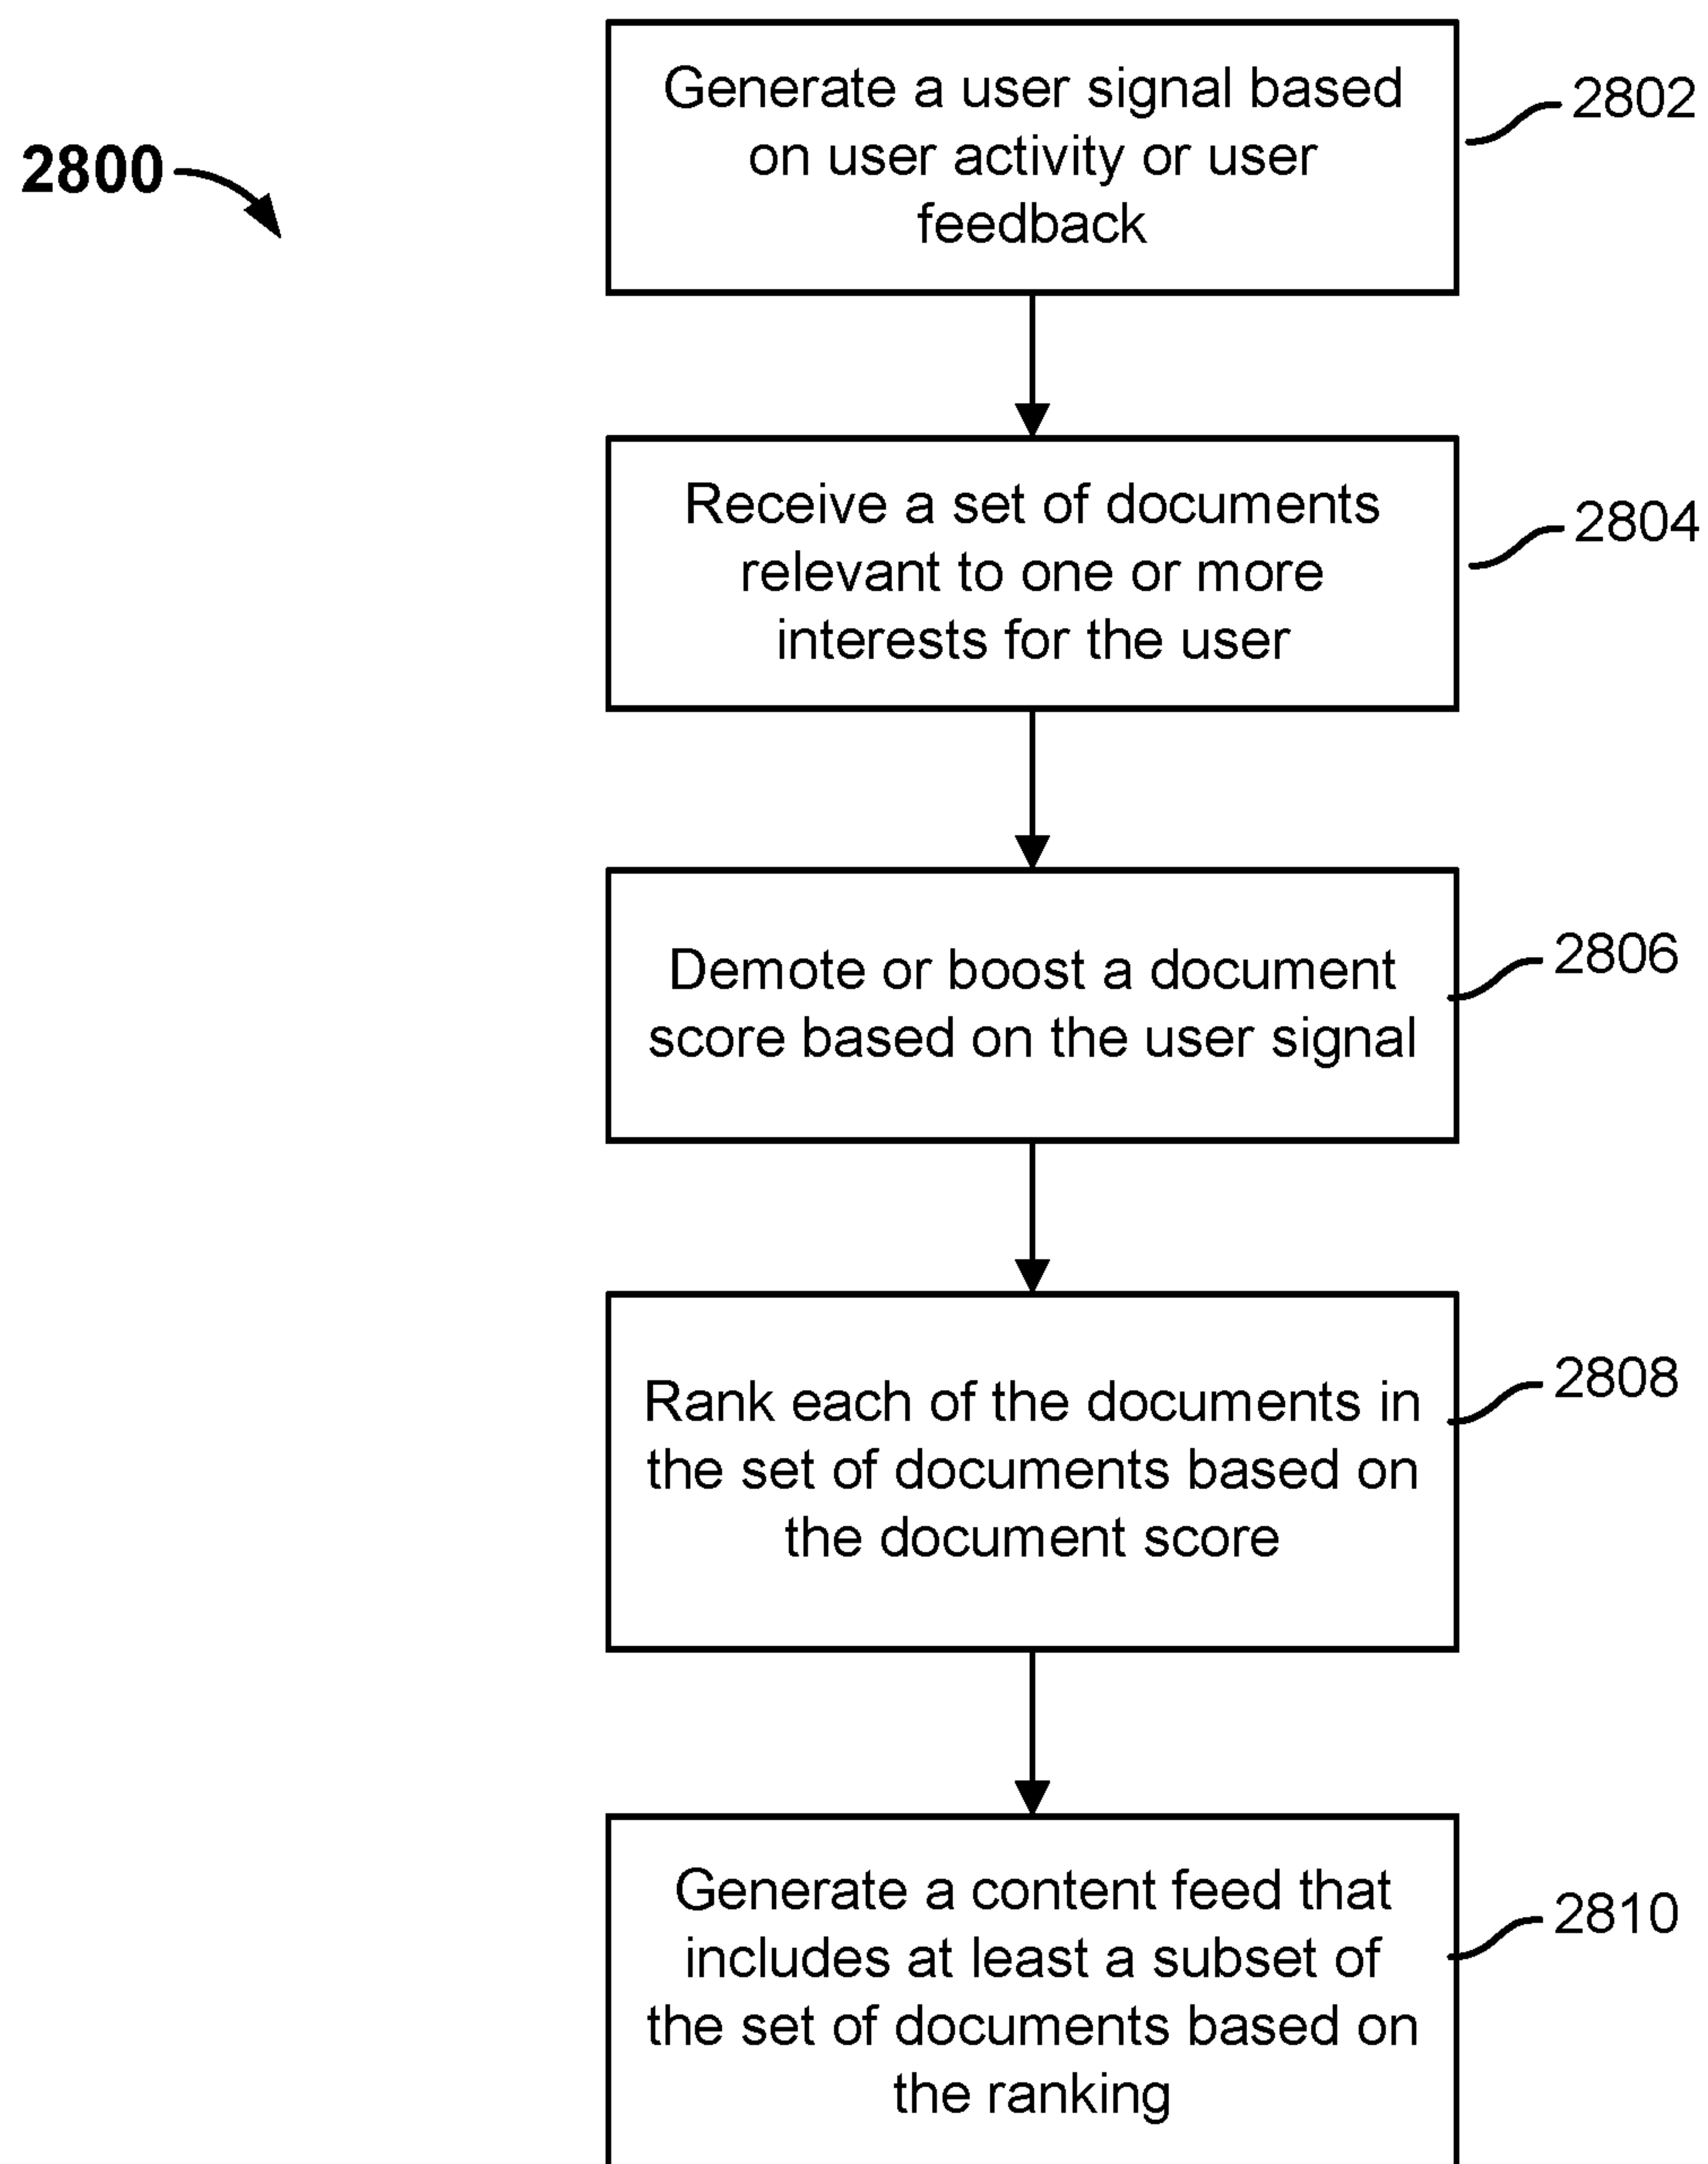 Generate a user signal based
on user activity or user
feedback
2802
2800
Receive a set of documents
relevant to one or more
interests for the user
2804
Demote or boost a document
score based on the user signal
2806
Rank each of the documents in
the set of documents based on
the document score
2808
Generate a content feed that
includes at least a subset of
the set of documents based on
the ranking
2810